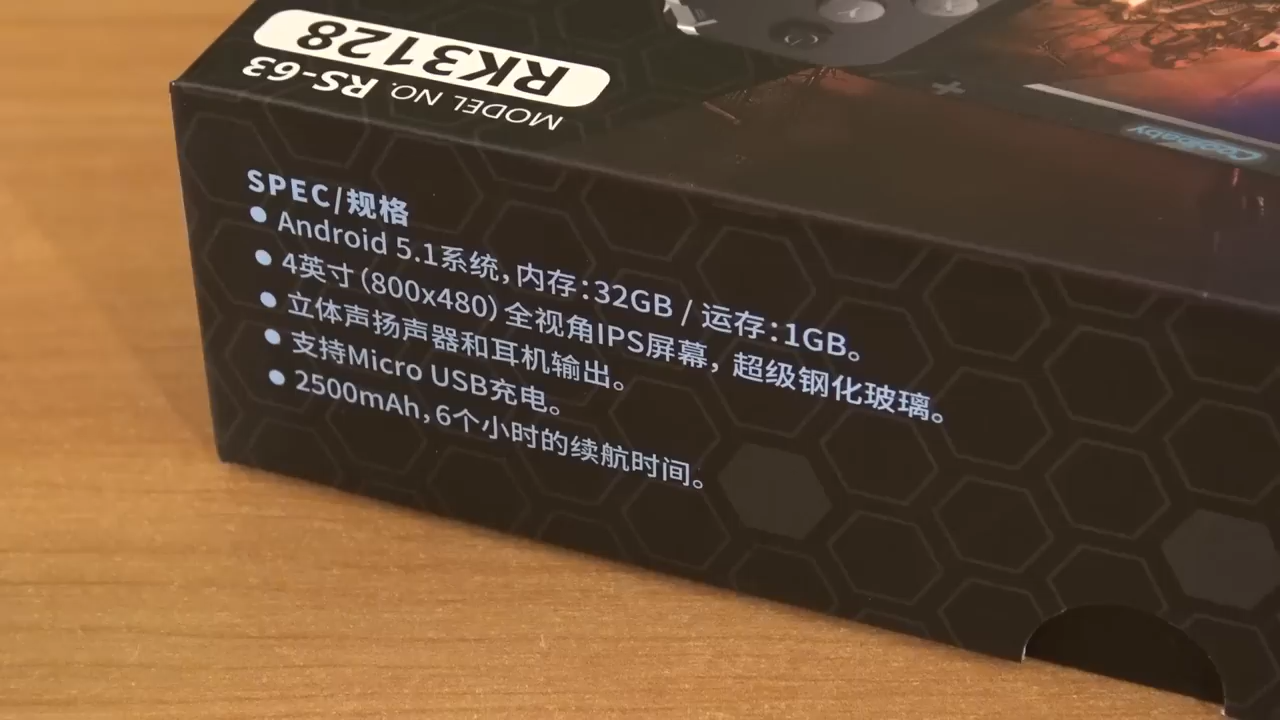 RK3128
MODEL NO. RS-63
Coolbaby
SPEC/规格
● Android 5.1系统,内存:32GB / 运存:1GB。
● 4英寸(800x480)全视角IPS屏幕,超级钢化玻璃。
● 立体声扬声器和耳机输出。
● 支持Micro USB充电。
● 2500mAh,6个小时的续航时间。